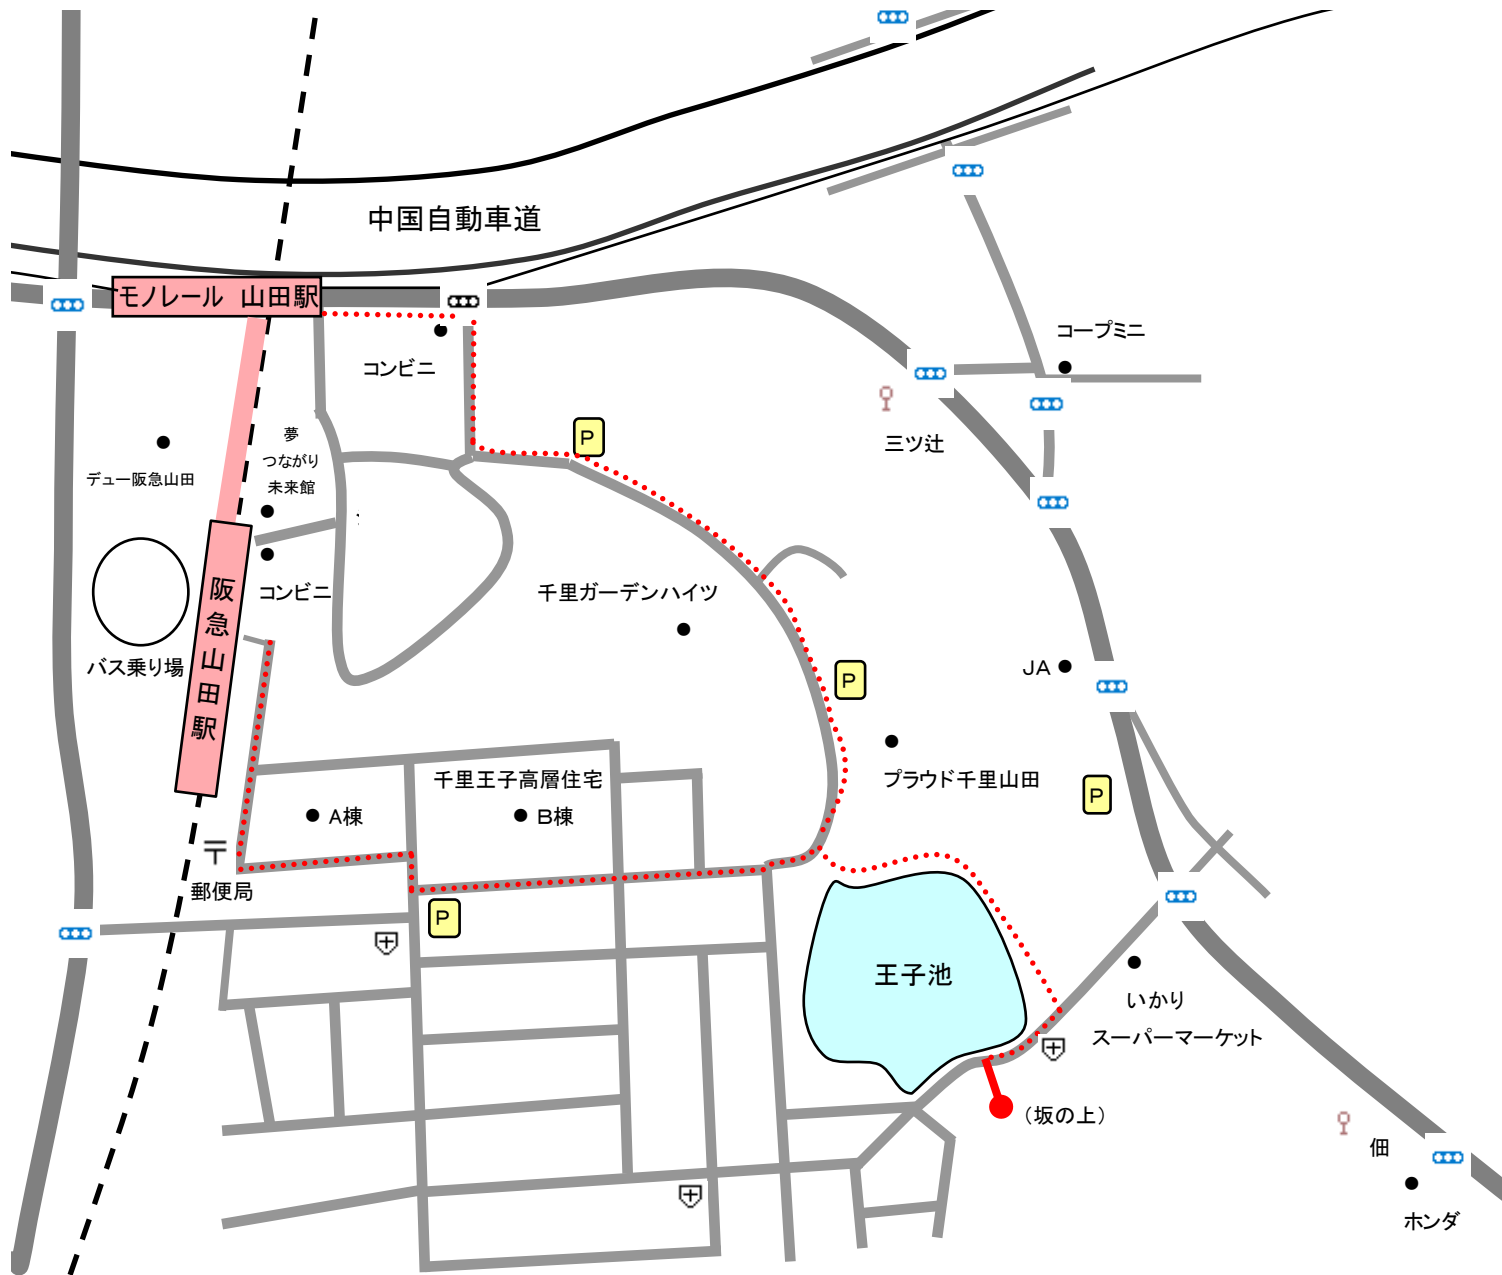 中国自動車道
モノレール 山田駅
コンビニ
コープミニ
三ツ辻
P
夢
つながり
未来館
デュー阪急山田
コンビニ
千里ガーデンハイツ
阪急山田駅
バス乗り場
JA
P
プラウド千里山田
P
千里王子高層住宅
A棟
B棟
〒
郵便局
P
王子池
いかり
スーパーマーケット
(坂の上)
佃
ホンダ